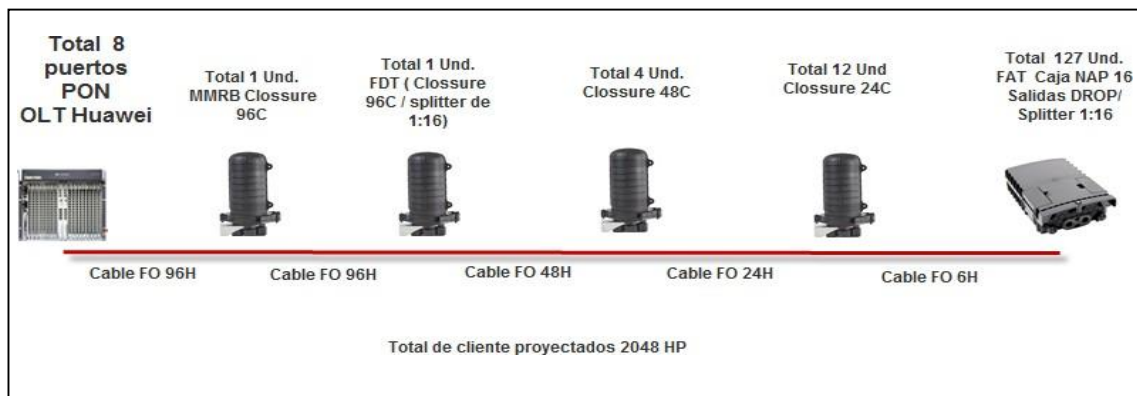 Total 8
puertos
PON
OLT Huawei
Total 1 Und.
MMRB Clossure
96C
Total 1 Und.
FDT ( Clossure
96C / splitter de
1:16)
Total 4 Und.
Clossure 48C
Total 12 Und
Clossure 24C
Total 127 Und.
FAT Caja NAP 16
Salidas DROP/
Splitter 1:16
Cable FO 96H
Cable FO 96H
Cable FO 48H
Cable FO 24H
Cable FO 6H
Total de cliente proyectados 2048 HP